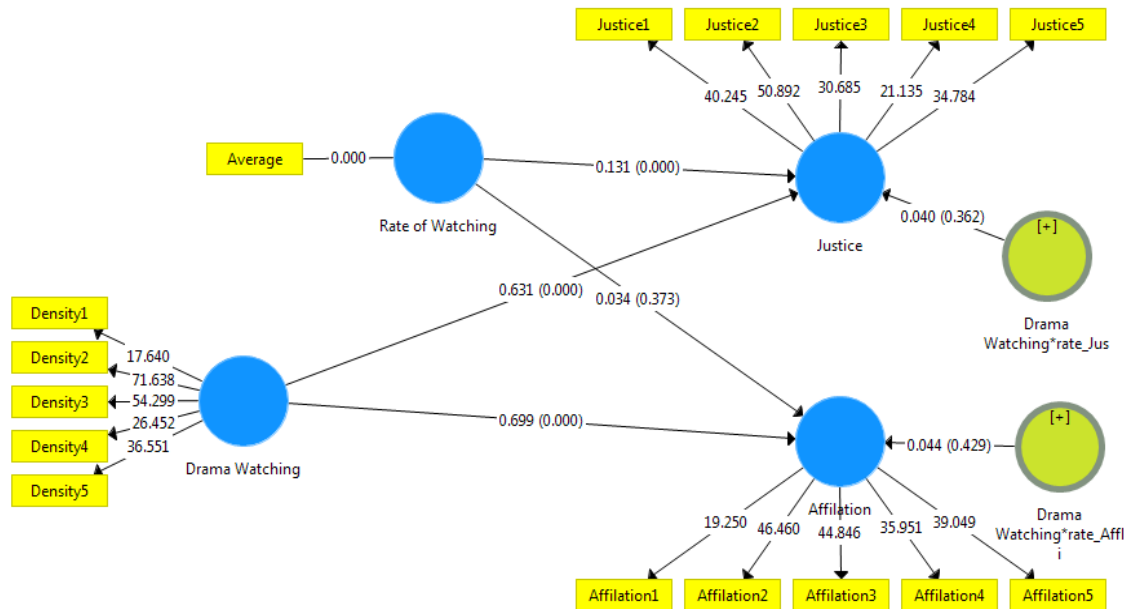 Justice1 Justice2 Justice3 Justice4 Justice5
40.245 50.892 30.685 21.135 34.784
Average 0.000 0.131 (0.000)
Rate of Watching
Justice
0.040 (0.362)
[+]
Drama
Watching*rate_Jus
0.631 (0.000)
0.034 (0.373)
Density1
Density2
Density3
Density4
Density5
17.640
71.638
54.299
26.452
36.551
Drama Watching
0.699 (0.000)
Affilation
0.044 (0.429)
[+]
Drama
Watching*rate_Affl
i
19.250 46.460 44.846 35.951 39.049
Affilation1 Affilation2 Affilation3 Affilation4 Affilation5